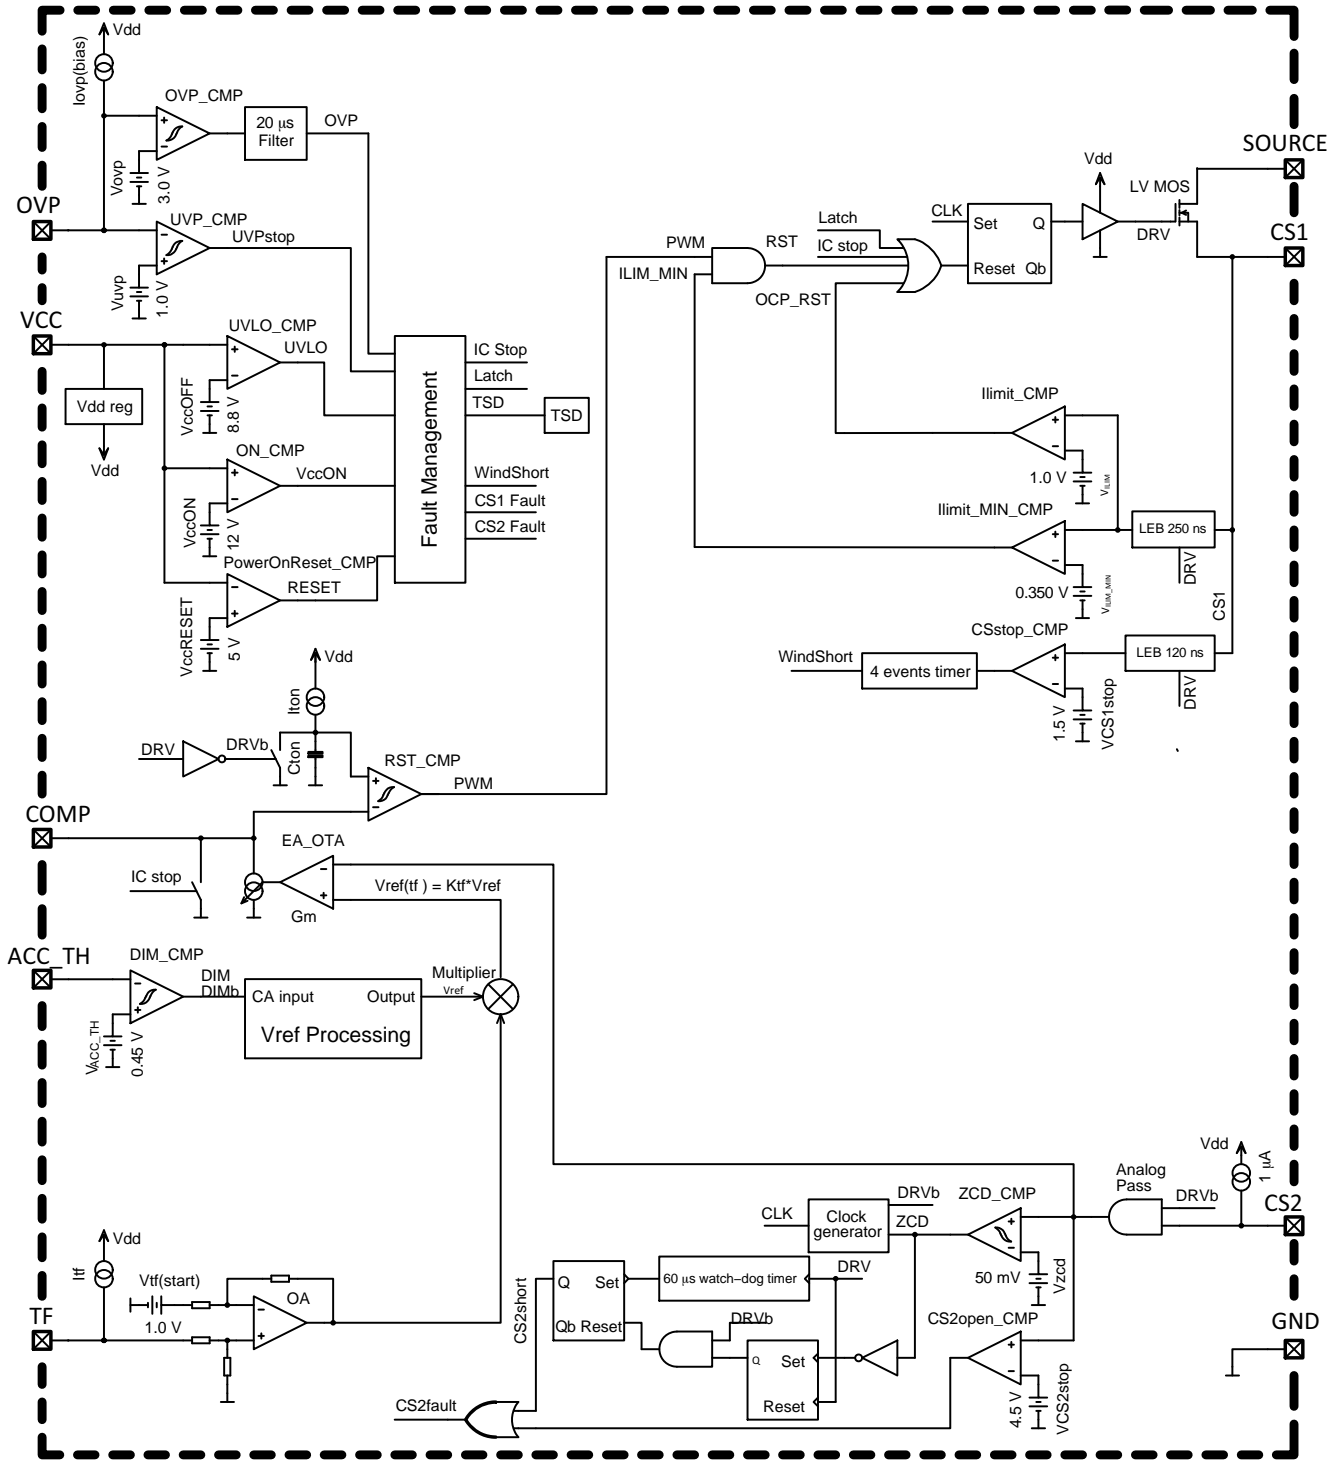 Vdd
Iovp(bias)
OVP_CMP
20 μs
Filter
OVP
Vovp
3.0 V
OVP
UVP_CMP
UVPstop
Vuvp
1.0 V
VCC
UVLO_CMP
UVLO
Vdd reg
Vdd
VccOFF
8.8 V
ON_CMP
VccON
VccON
12 V
PowerOnReset_CMP
RESET
VccRESET
5 V
Fault Management
IC Stop
Latch
TSD
TSD
WindShort
CS1 Fault
CS2 Fault
SOURCE
Vdd
LV MOS
CS1
CLK
Set
Q
Reset
Qb
DRV
Latch
IC stop
PWM
RST
ILIM_MIN
OCP_RST
Ilimit_CMP
1.0 V
VILIM
Ilimit_MIN_CMP
LEB 250 ns
DRV
0.350 V
VILIM_MIN
CS1
CSstop_CMP
WindShort
4 events timer
LEB 120 ns
DRV
1.5 V
VCS1stop
Vdd
Iton
DRV
DRVb
Cton
RST_CMP
PWM
COMP
EA_OTA
IC stop
Gm
Vref(tf ) = Ktf*Vref
ACC_TH
DIM_CMP
DIM
DIMb
CA input
Output
Vref Processing
Multiplier
Vref
VACC_TH
0.45 V
Vdd
1 μA
Analog
Pass
DRVb
CS2
DRVb
ZCD_CMP
CLK
Clock
generator
ZCD
50 mV
Vzcd
Vdd
Itf
Vtf(start)
1.0 V
OA
TF
CS2short
Q
Set
Qb Reset
60 μs watch–dog timer
DRV
DRVb
Q
Set
Reset
CS2open_CMP
4.5 V
VCS2stop
GND
CS2fault